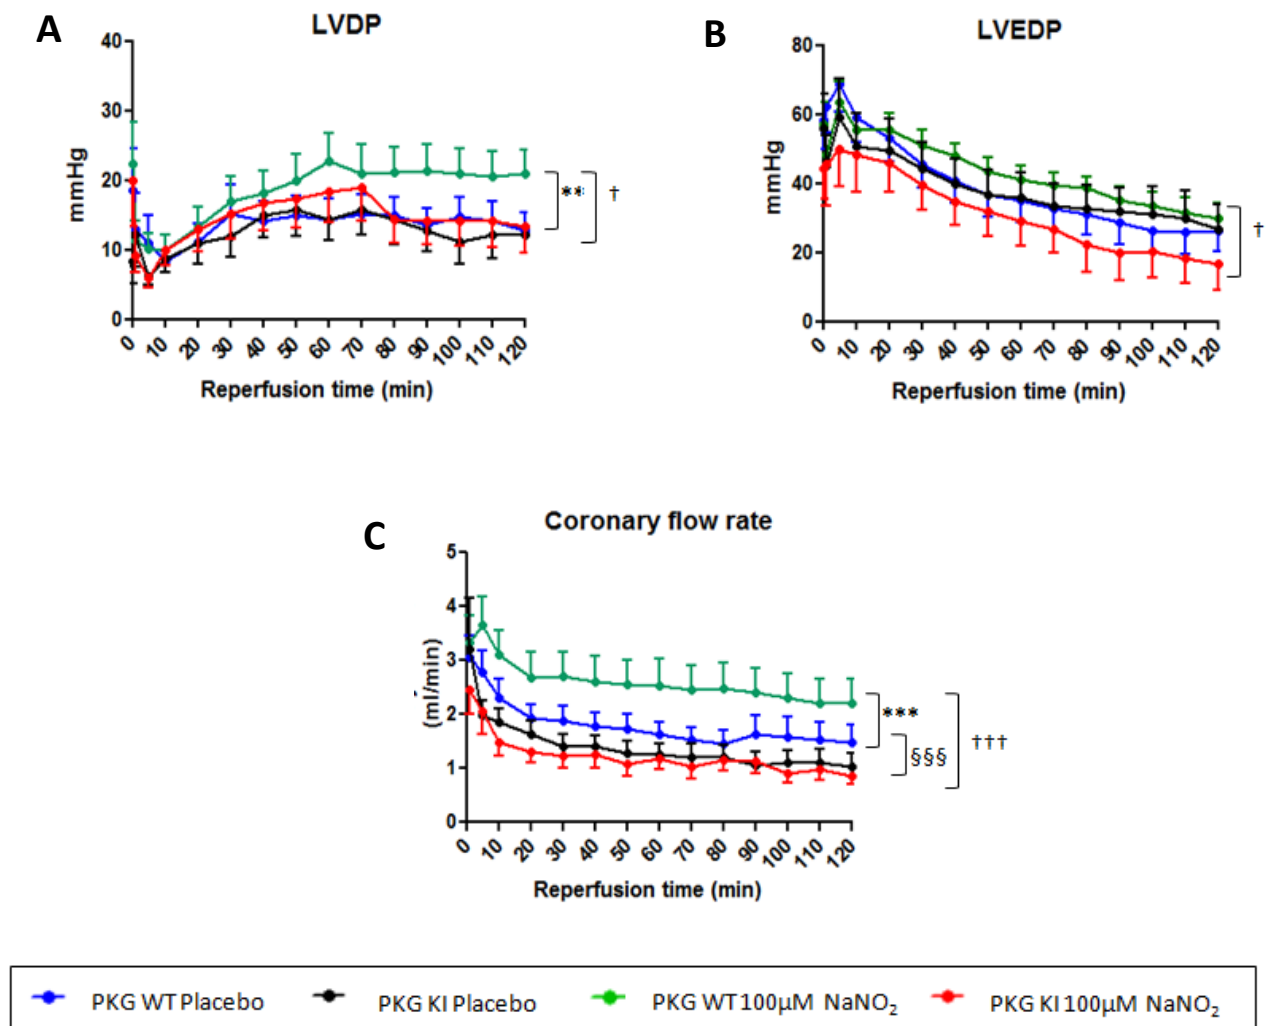 A
LVDP
40
30
20
10
0
mmHg
0 10 20 30 40 50 60 70 80 90 100 110 120
Reperfusion time (min)
**
†
B
LVEDP
80
60
40
20
0
mmHg
0 10 20 30 40 50 60 70 80 90 100 110 120
Reperfusion time (min)
†
C
Coronary flow rate
5
4
3
2
1
0
(ml/min)
0 10 20 30 40 50 60 70 80 90 100 110 120
Reperfusion time (min)
***
§§§
†††
PKG WT Placebo
PKG KI Placebo
PKG WT 100µM NaNO₂
PKG KI 100µM NaNO₂